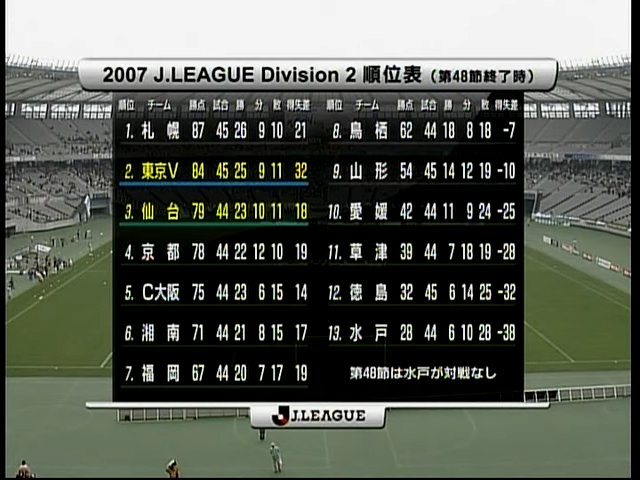 2007 J.LEAGUE Division 2 順位表（第48節終了時）
順位 チーム 勝点 試合 勝 分 敗 得失差
1. 札幌 87 45 26 9 10 21
2. 東京V 84 45 25 9 11 32
3. 仙台 79 44 23 10 11 18
4. 京都 78 44 22 12 10 19
5. C大阪 75 44 23 6 15 14
6. 湘南 71 44 21 8 15 17
7. 福岡 67 44 20 7 17 19
順位 チーム 勝点 試合 勝 分 敗 得失差
8. 鳥栖 62 44 18 8 18 -7
9. 山形 54 45 14 12 19 -10
10. 愛媛 42 44 11 9 24 -25
11. 草津 39 44 7 18 19 -28
12. 徳島 32 45 6 14 25 -32
13. 水戸 28 44 6 10 28 -38
第48節は水戸が対戦なし
J.LEAGUE